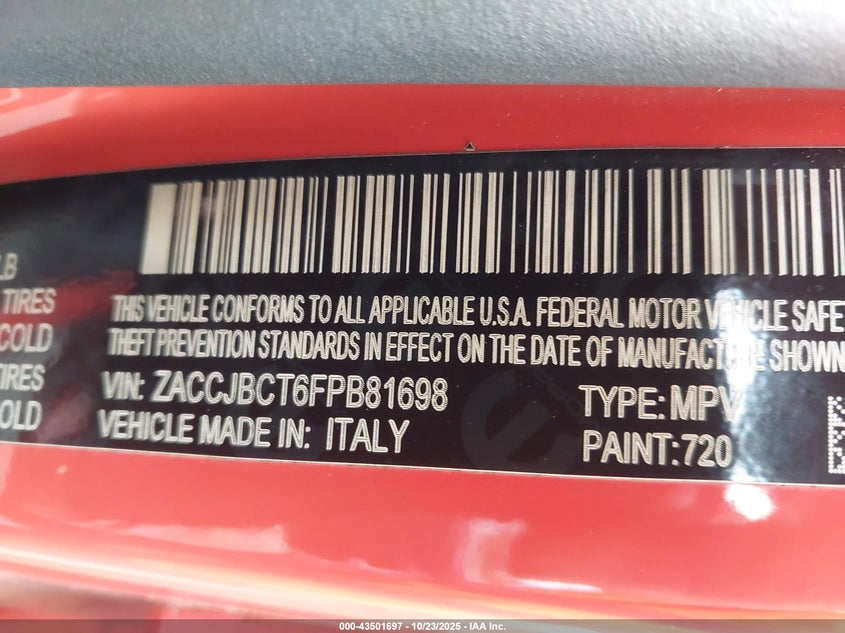 LB
TIRES
COLD
TIRES
OLD
THIS VEHICLE CONFORMS TO ALL APPLICABLE U.S.A. FEDERAL MOTOR VEHICLE SAFET
THEFT PREVENTION STANDARDS IN EFFECT ON THE DATE OF MANUFACTURE SHOWN
VIN: ZACCJBCT6FPB81698
TYPE: MPV
VEHICLE MADE IN: ITALY
PAINT: 720
000-43501697 - 10/23/2025 - IAA Inc.